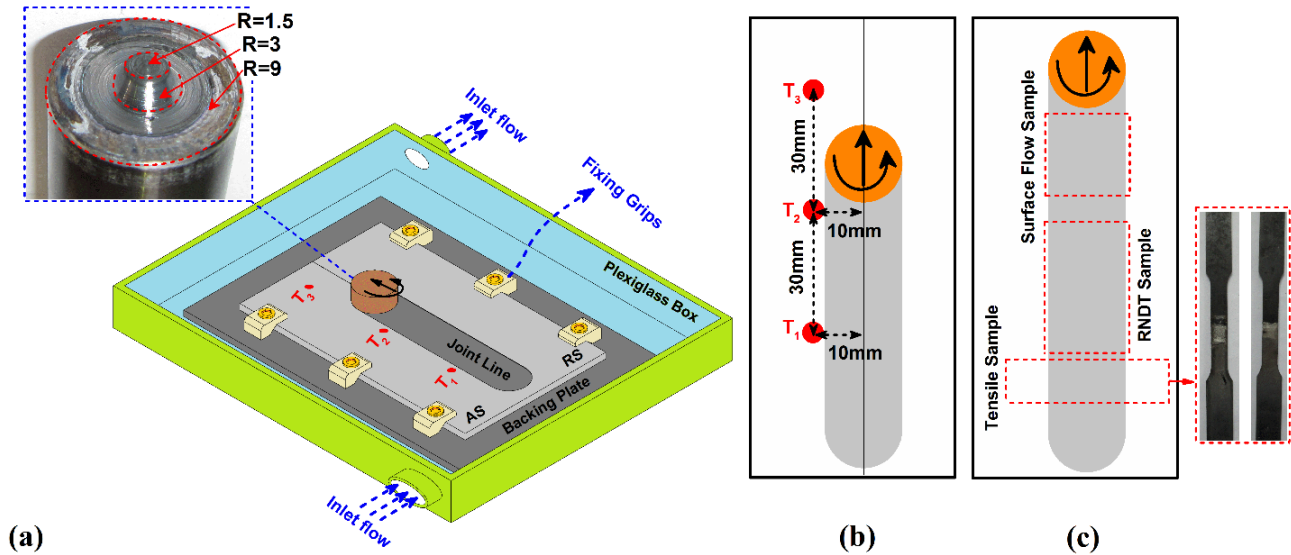 R=1.5
R=3
R=9
Inlet flow
Fixing Grips
Plexiglass Box
T3
T2
T1
Joint Line
RS
AS
Backing Plate
Inlet flow
(a)
T3
30mm
T2
10mm
30mm
T1
10mm
(b)
Surface Flow Sample
RNDT Sample
Tensile Sample
(c)